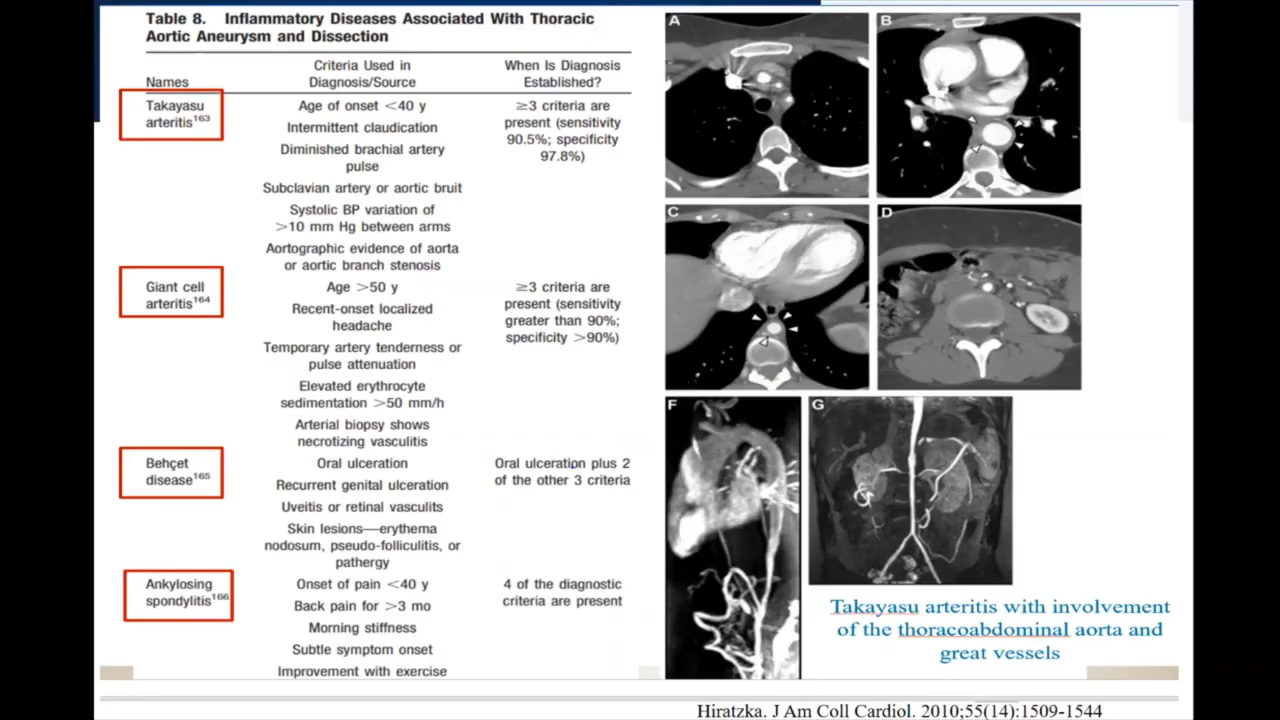 Table 8. Inflammatory Diseases Associated With Thoracic
Aortic Aneurysm and Dissection
Names
Criteria Used in
Diagnosis/Source
When Is Diagnosis
Established?
Takayasu
arteritis163
Age of onset <40 y
Intermittent claudication
Diminished brachial artery
pulse
Subclavian artery or aortic bruit
Systolic BP variation of
>10 mm Hg between arms
Aortographic evidence of aorta
or aortic branch stenosis
≥3 criteria are
present (sensitivity
90.5%; specificity
97.8%)
Giant cell
arteritis164
Age >50 y
Recent-onset localized
headache
Temporary artery tenderness or
pulse attenuation
Elevated erythrocyte
sedimentation >50 mm/h
Arterial biopsy shows
necrotizing vasculitis
≥3 criteria are
present (sensitivity
greater than 90%;
specificity >90%)
Behçet
disease165
Oral ulceration
Recurrent genital ulceration
Uveitis or retinal vasculits
Skin lesions—erythema
nodosum, pseudo-folliculitis, or
pathergy
Oral ulceration plus 2
of the other 3 criteria
Ankylosing
spondylitis166
Onset of pain <40 y
Back pain for >3 mo
Morning stiffness
Subtle symptom onset
Improvement with exercise
4 of the diagnostic
criteria are present
A
B
C
D
F
G
Takayasu arteritis with involvement
of the thoracoabdominal aorta and
great vessels
Hiratzka. J Am Coll Cardiol. 2010;55(14):1509-1544